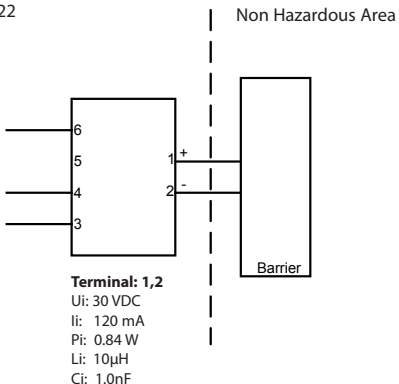 22
Non Hazardous Area
6
5
4
3
1
+
2
-
Barrier
Terminal: 1,2
Ui: 30 VDC
Ii: 120 mA
Pi: 0.84 W
Li: 10µH
Ci: 1.0nF